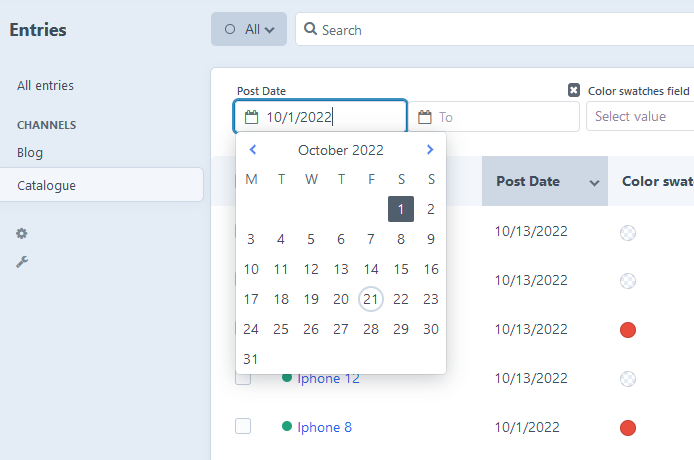 Entries
All
Search
All entries
CHANNELS
Blog
Catalogue
Post Date
Color swatches field
10/1/2022
To
Select value
October 2022
M T W T F S S
1 2
3 4 5 6 7 8 9
10 11 12 13 14 15 16
17 18 19 20 21 22 23
24 25 26 27 28 29 30
31
Post Date
Color swat
10/13/2022
10/13/2022
10/13/2022
Iphone 12 10/13/2022
Iphone 8 10/1/2022